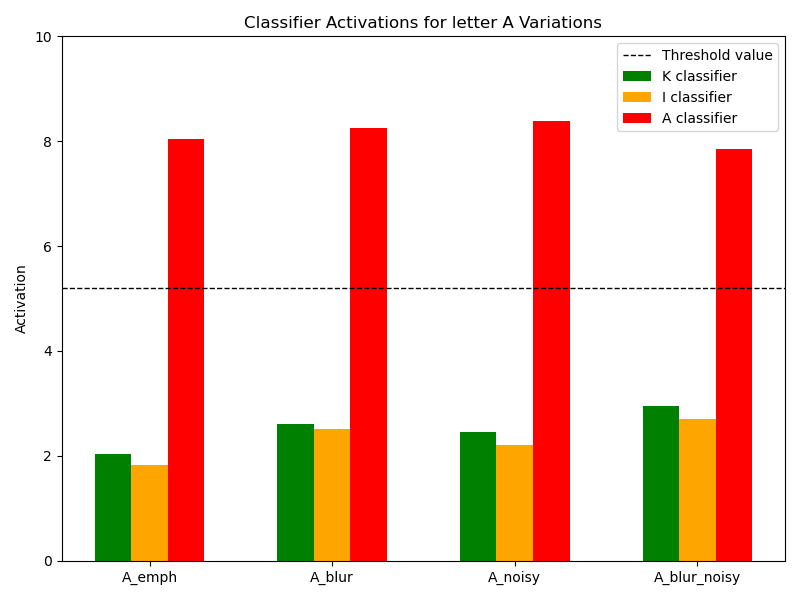 Classifier Activations for letter A Variations
10
8
6
4
2
0
Activation
Threshold value
K classifier
I classifier
A classifier
A_emph
A_blur
A_noisy
A_blur_noisy